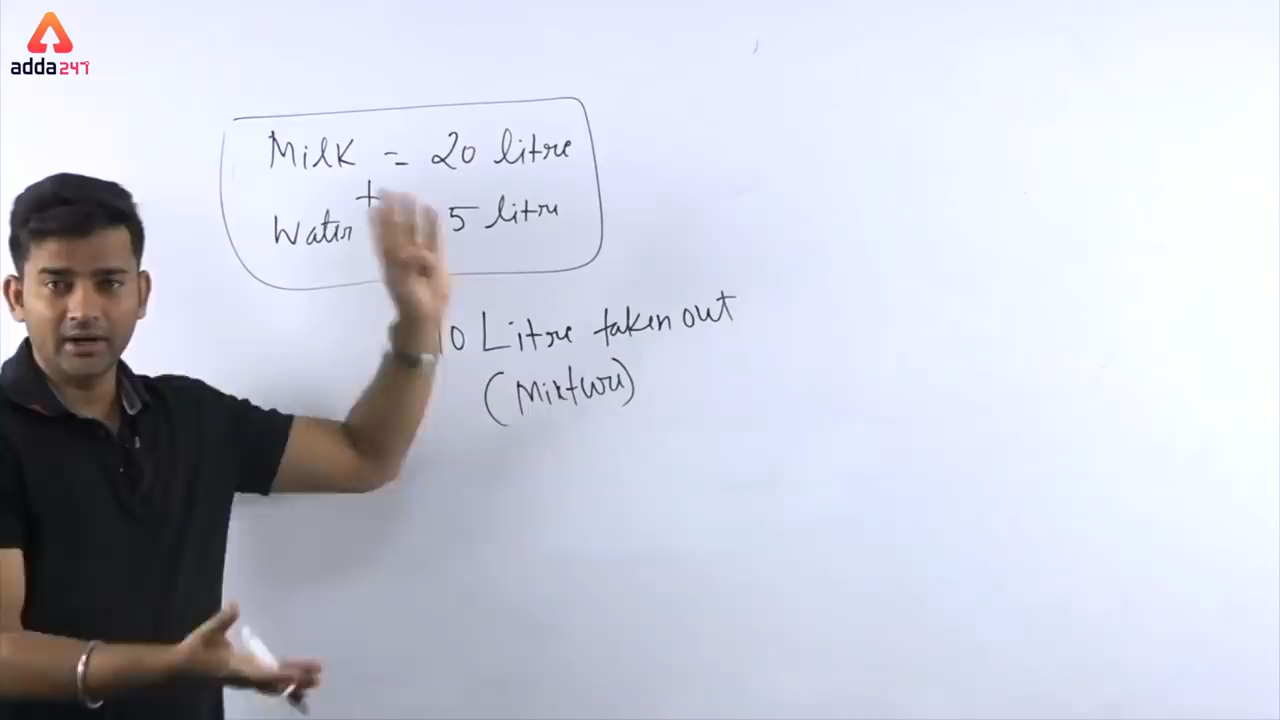 adda247
Milk = 20 litre
+
Water 5 litre
10 Litre taken out
(Mixture)